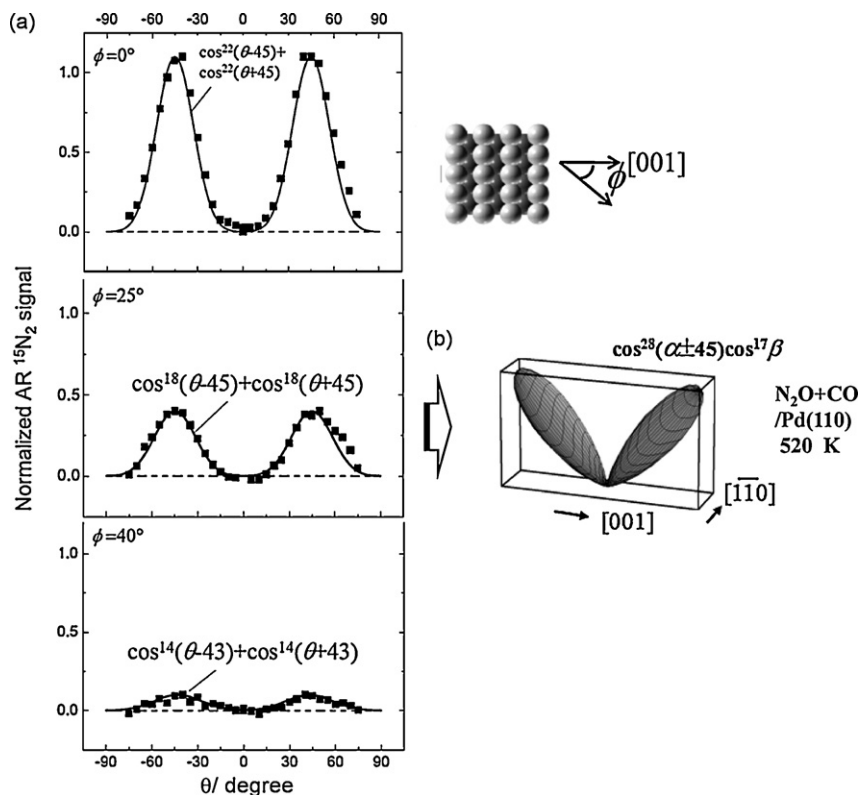 (a)
-90 -60 -30 0 30 60 90
ϕ=0°
cos²²(θ-45)+
cos²²(θ+45)
1.0
0.5
0.0
[001]
ϕ
Normalized AR ¹⁵N₂ signal
ϕ=25°
1.0
cos¹⁸(θ-45)+cos¹⁸(θ+45)
0.5
0.0
(b)
cos²⁸(α±45)cos¹⁷β
N₂O+CO
/Pd(110)
520 K
[001]
[1̅1̅0]
ϕ=40°
1.0
0.5
cos¹⁴(θ-43)+cos¹⁴(θ+43)
0.0
-90 -60 -30 0 30 60 90
θ/ degree